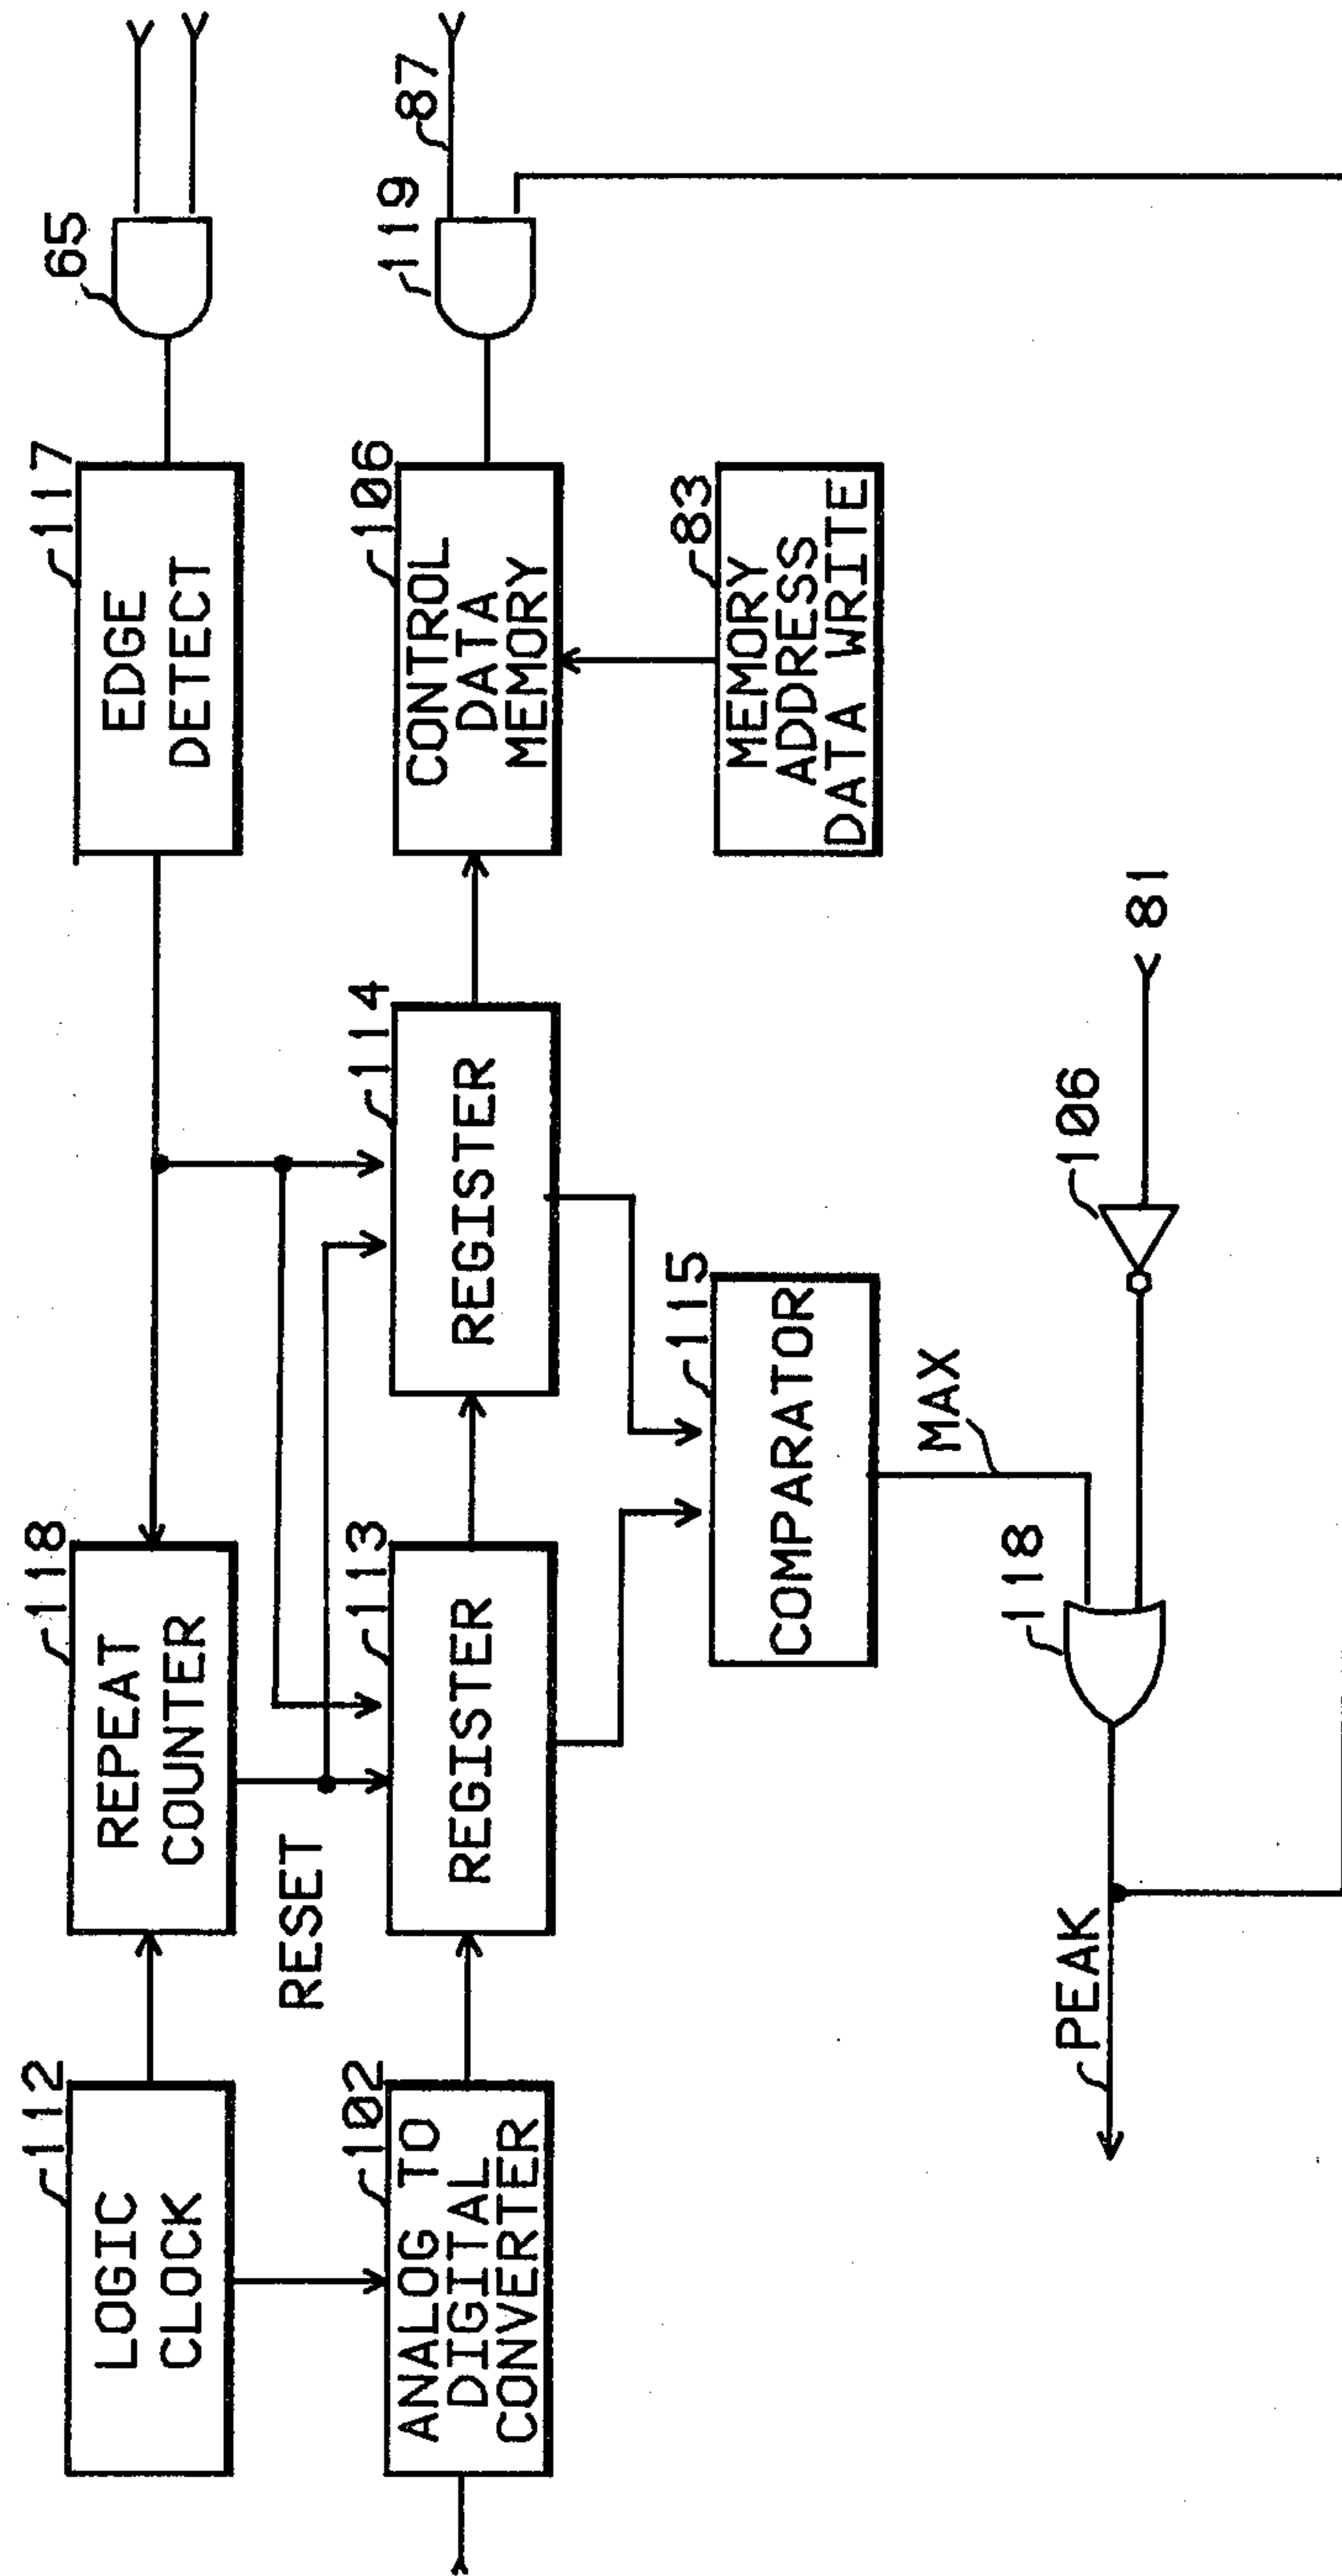 112
LOGIC
CLOCK
118
REPEAT
COUNTER
117
EDGE
DETECT
65
RESET
102
ANALOG TO
DIGITAL
CONVERTER
113
REGISTER
114
REGISTER
106
CONTROL
DATA
MEMORY
119
87
115
COMPARATOR
83
MEMORY
ADDRESS
DATA WRITE
MAX
118
106
81
PEAK